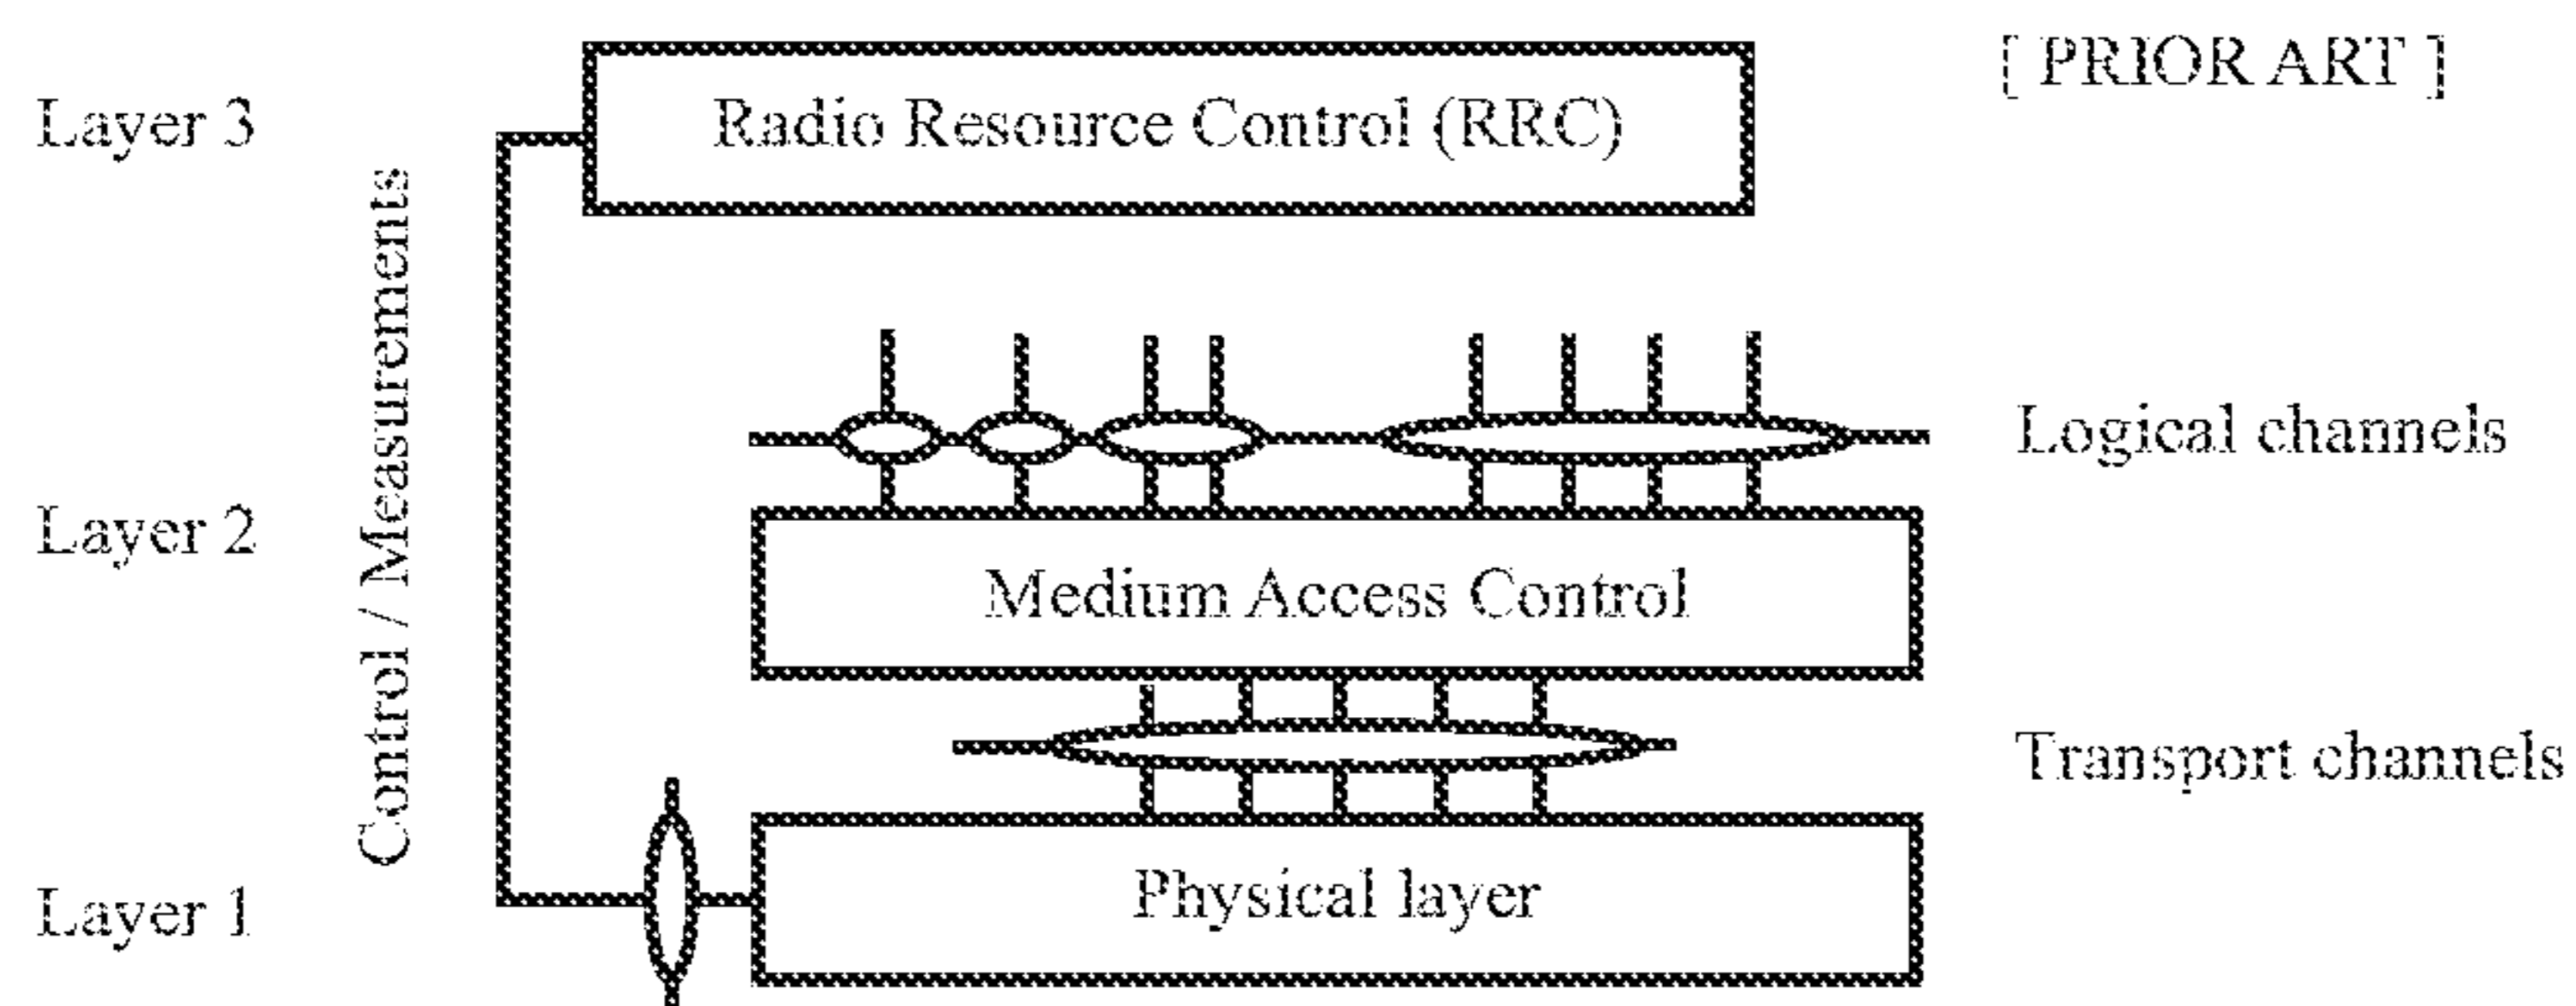 [ PRIOR ART ]
Layer 3
Radio Resource Control (RRC)
Control / Measurements
Logical channels
Layer 2
Medium Access Control
Transport channels
Layer 1
Physical layer